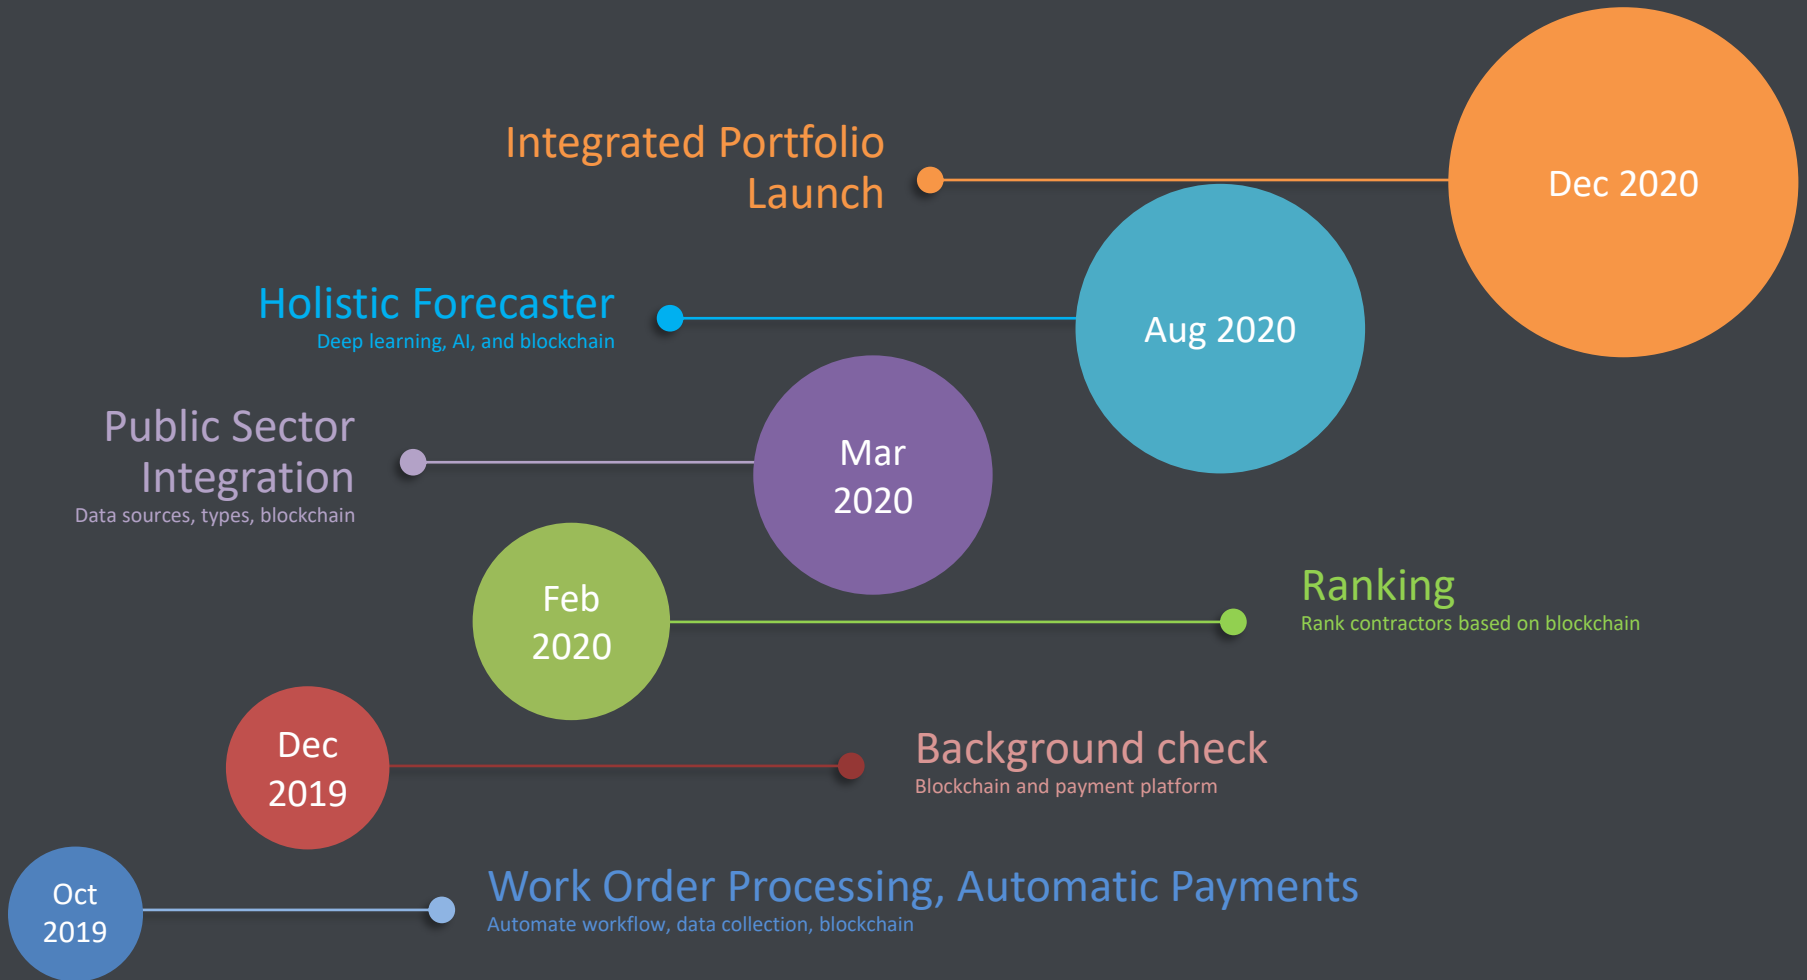 Integrated Portfolio
Launch
Dec 2020
Holistic Forecaster
Deep learning, AI, and blockchain
Aug 2020
Public Sector
Integration
Data sources, types, blockchain
Mar
2020
Feb
2020
Ranking
Rank contractors based on blockchain
Dec
2019
Background check
Blockchain and payment platform
Oct
2019
Work Order Processing, Automatic Payments
Automate workflow, data collection, blockchain